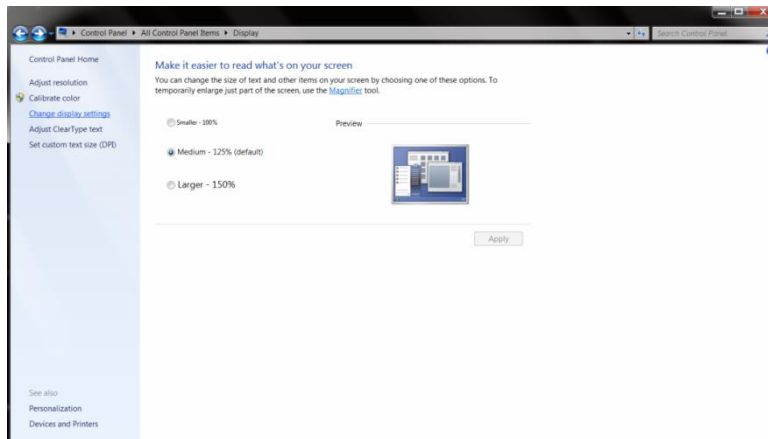 Control Panel ▸ All Control Panel Items ▸ Display
Search Control Panel
Control Panel Home
Adjust resolution
Calibrate color
Change display settings
Adjust ClearType text
Set custom text size (DPI)
Make it easier to read what's on your screen
You can change the size of text and other items on your screen by choosing one of these options. To
temporarily enlarge just part of the screen, use the Magnifier tool.
Smaller - 100%
Preview
Medium - 125% (default)
Larger - 150%
Apply
See also
Personalization
Devices and Printers